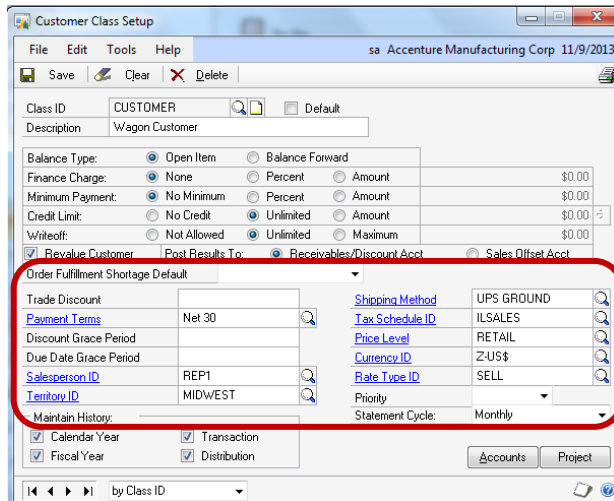 Customer Class Setup
File Edit Tools Help sa Accenture Manufacturing Corp 11/9/2013
Save Clear Delete
Class ID CUSTOMER Default
Description Wagon Customer
Balance Type: Open Item Balance Forward
Finance Charge: None Percent Amount $0.00
Minimum Payment: No Minimum Percent Amount $0.00
Credit Limit: No Credit Unlimited Amount $0.00
Writeoff: Not Allowed Unlimited Maximum $0.00
Revalue Customer Post Results To: Receivables/Discount Acct Sales Offset Acct
Order Fulfillment Shortage Default
Trade Discount Shipping Method UPS GROUND
Payment Terms Net 30 Tax Schedule ID ILSALES
Discount Grace Period Price Level RETAIL
Due Date Grace Period Currency ID Z-US$
Salesperson ID REP1 Rate Type ID SELL
Territory ID MIDWEST Priority
Maintain History: Statement Cycle: Monthly
Calendar Year Transaction
Fiscal Year Distribution Accounts Project
by Class ID